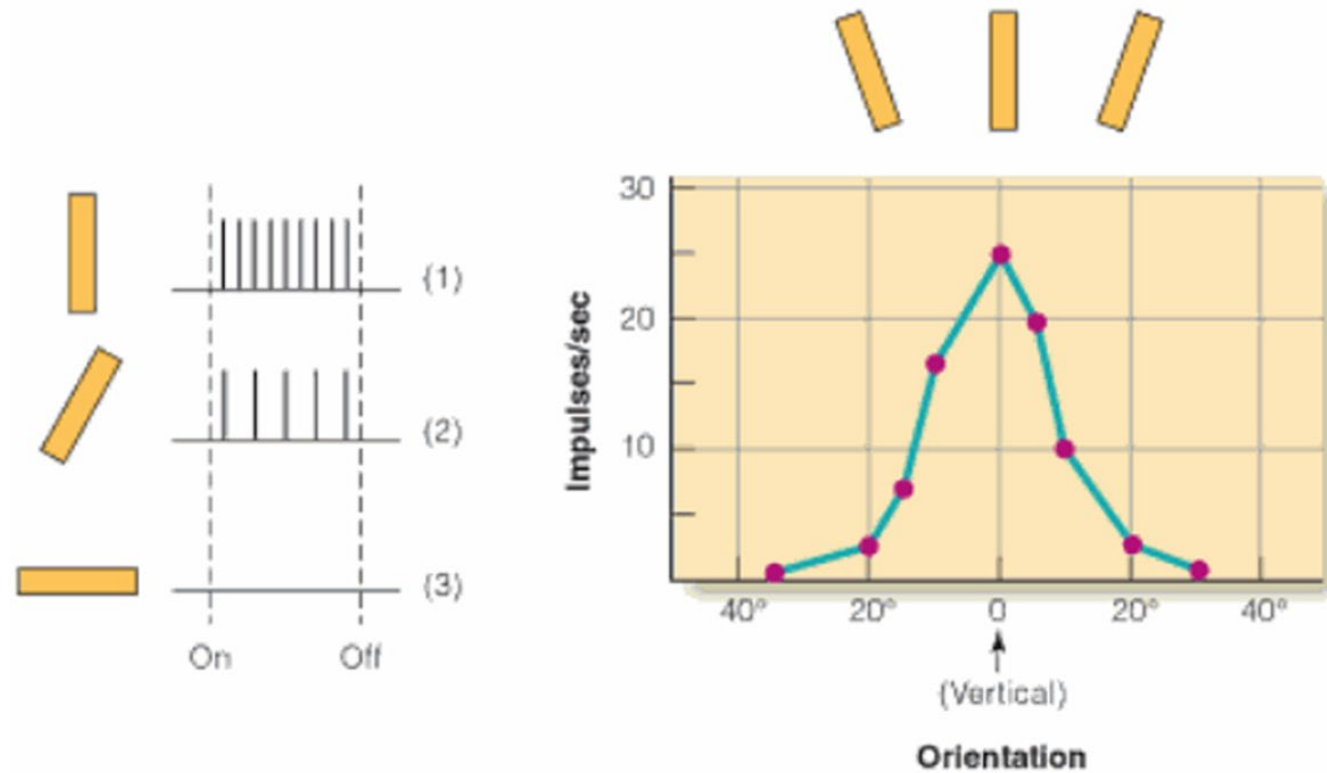 (1)
(2)
(3)
On Off
30
20
10
Impulses/sec
40° 20° 0 20° 40°
(Vertical)
Orientation